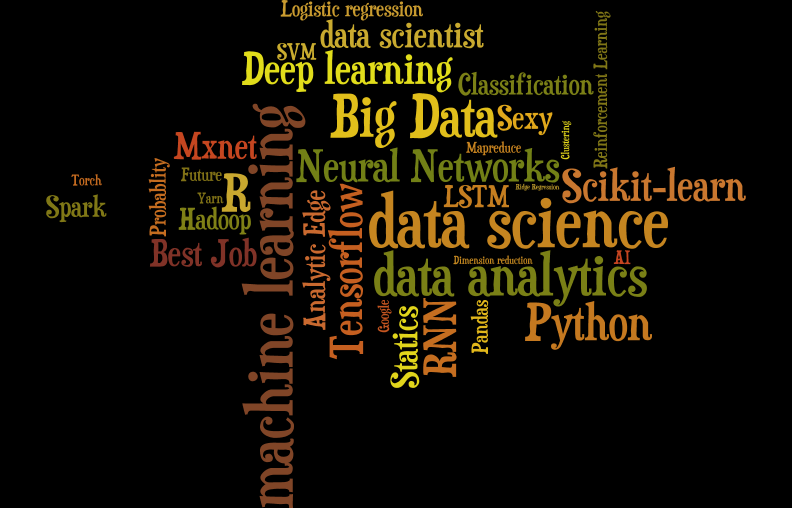 Logistic regression
data scientist
SVM
Deep learning
Classification
Reinforcement Learning
Big Data
Sexy
Clustering
Mxnet
Mapreduce
Neural Networks
Probablity
Torch
Future
R
Ridge Regression
Scikit-learn
Yarn
LSTM
Spark
Hadoop
machine learning
Analytic Edge
Tensorflow
data science
Best Job
Dimension reduction
AI
data analytics
Google
Statics
RNN
Pandas
Python